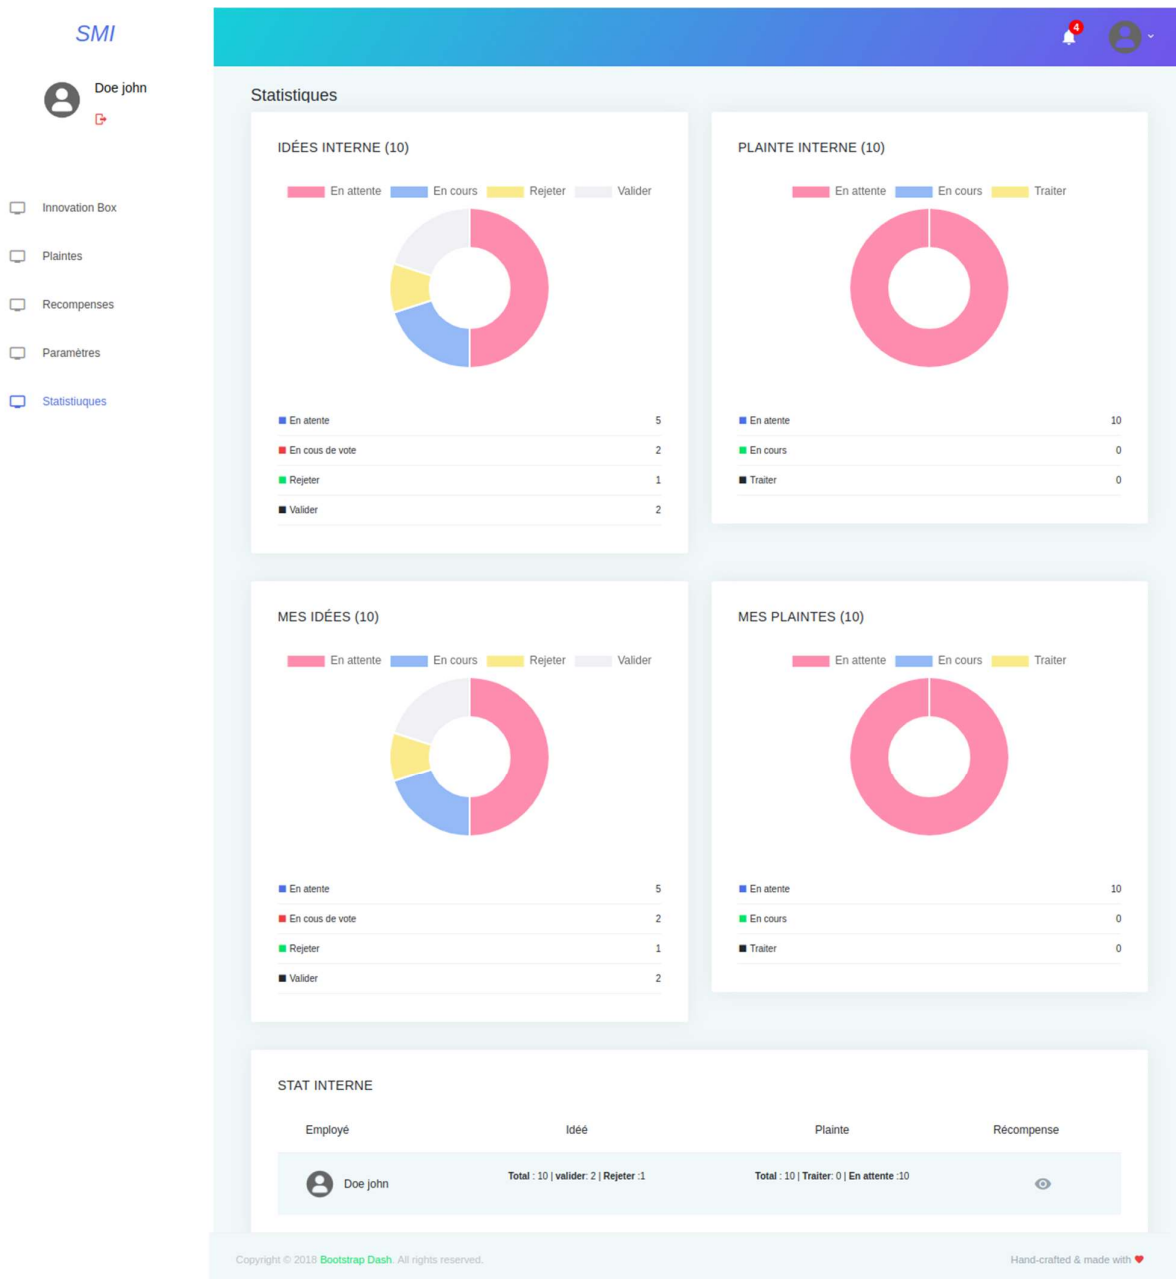 SMI
4
Doe john
Statistiques
IDÉES INTERNE (10)
En attente En cours Rejeter Valider
En atente 5
En cous de vote 2
Rejeter 1
Valider 2
PLAINTE INTERNE (10)
En attente En cours Traiter
En atente 10
En cours 0
Traiter 0
Innovation Box
Plaintes
Recompenses
Paramètres
Statistiuques
MES IDÉES (10)
En attente En cours Rejeter Valider
En atente 5
En cous de vote 2
Rejeter 1
Valider 2
MES PLAINTES (10)
En attente En cours Traiter
En atente 10
En cours 0
Traiter 0
STAT INTERNE
Employé Idéé Plainte Récompense
Doe john Total : 10 | valider: 2 | Rejeter :1 Total : 10 | Traiter: 0 | En attente :10
Copyright © 2018 Bootstrap Dash. All rights reserved. Hand-crafted & made with